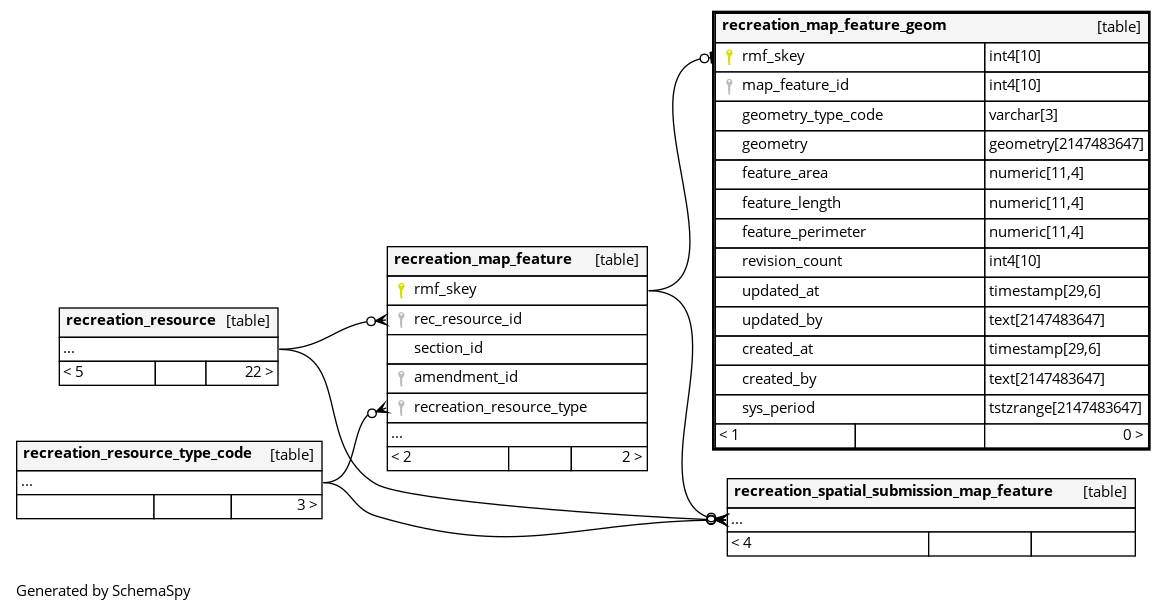 recreation_map_feature_geom [table]
rmf_skey int4[10]
map_feature_id int4[10]
geometry_type_code varchar[3]
geometry geometry[2147483647]
feature_area numeric[11,4]
feature_length numeric[11,4]
feature_perimeter numeric[11,4]
revision_count int4[10]
updated_at timestamp[29,6]
updated_by text[2147483647]
created_at timestamp[29,6]
created_by text[2147483647]
sys_period tstzrange[2147483647]
< 1 0 >
recreation_map_feature [table]
rmf_skey
rec_resource_id
section_id
amendment_id
recreation_resource_type
...
< 2 2 >
recreation_resource [table]
...
< 5 22 >
recreation_resource_type_code [table]
...
3 >
recreation_spatial_submission_map_feature [table]
...
< 4
Generated by SchemaSpy